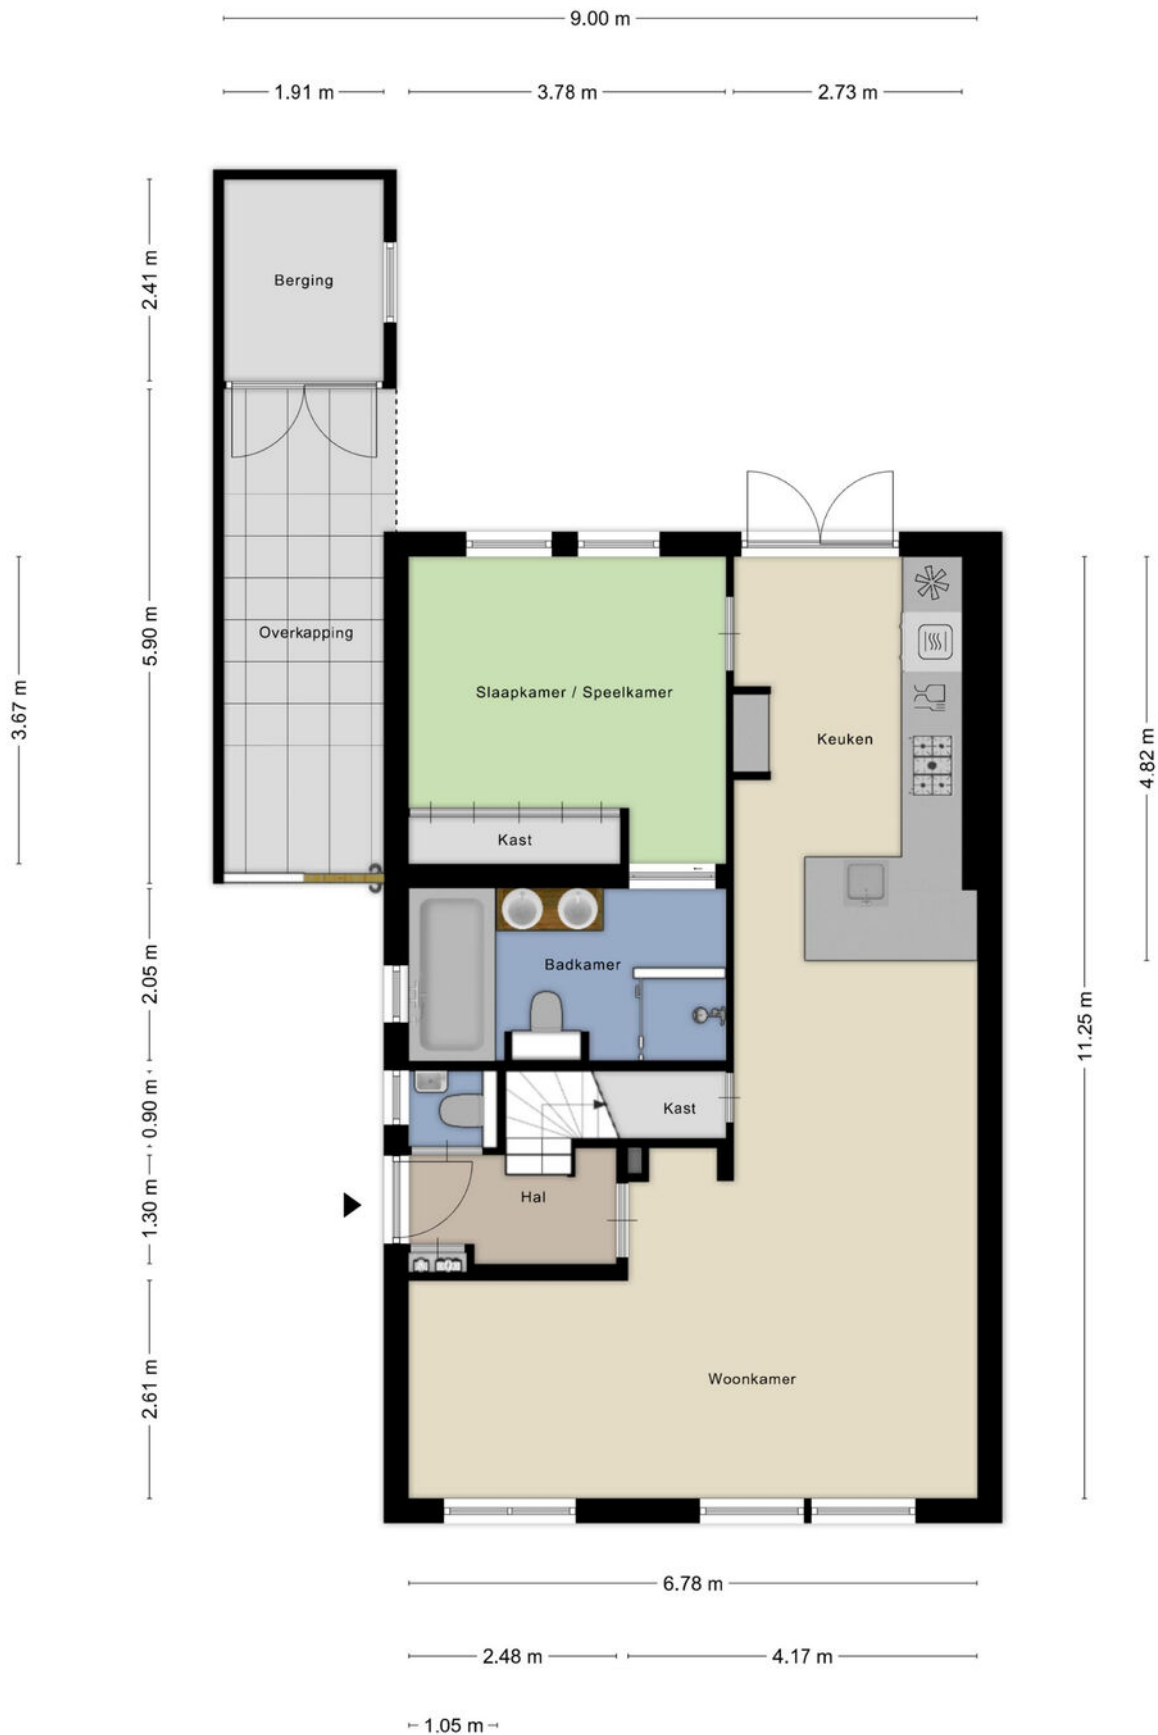 9.00 m
1.91 m
3.78 m
2.73 m
2.41 m
Berging
5.90 m
Overkapping
3.67 m
Slaapkamer / Speelkamer
Keuken
4.82 m
Kast
2.05 m
Badkamer
11.25 m
0.90 m
Kast
1.30 m
Hal
2.61 m
Woonkamer
6.78 m
2.48 m
4.17 m
1.05 m